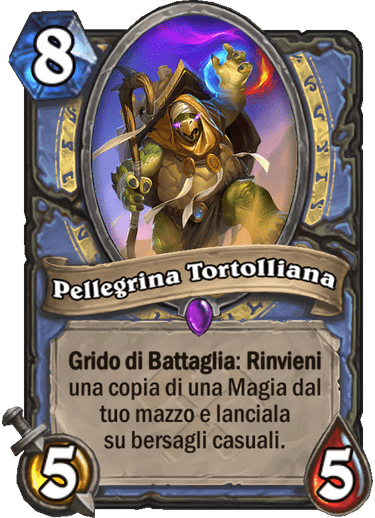 8
Pellegrina Tortolliana
Grido di Battaglia: Rinvieni
una copia di una Magia dal
tuo mazzo e lanciala
su bersagli casuali.
5
5